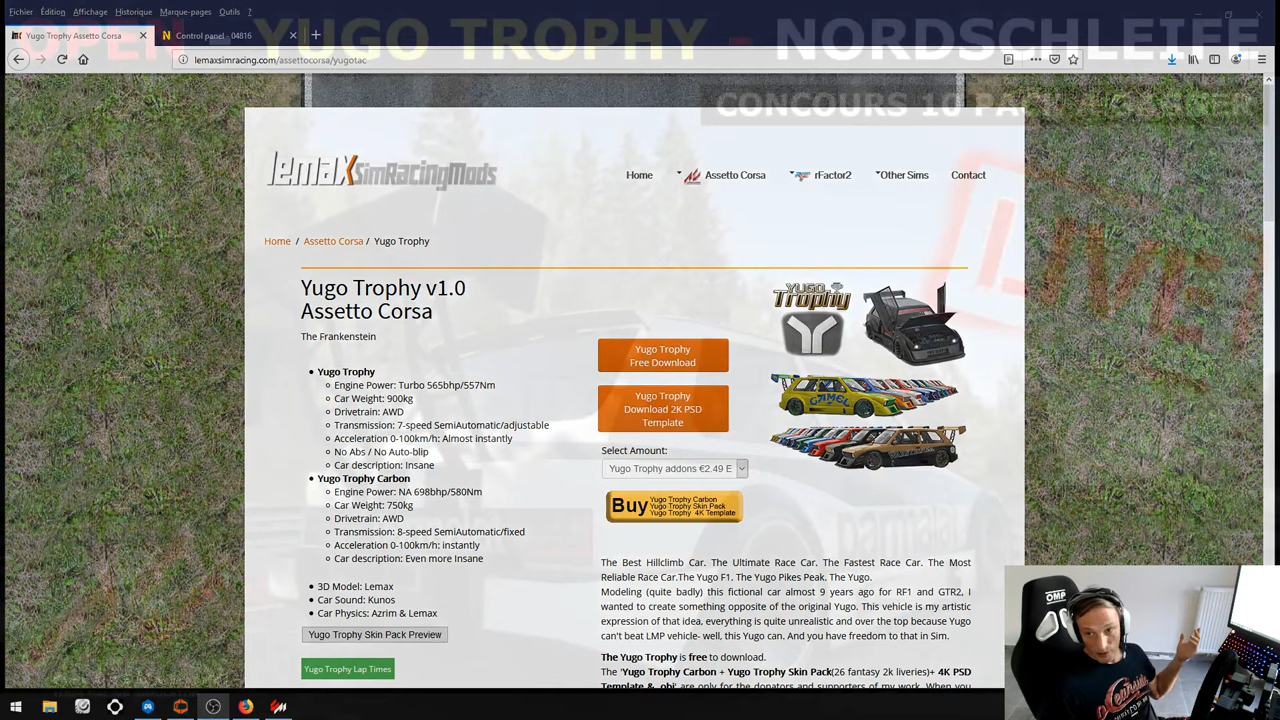 Fichier Édition Affichage Historique Marque-pages Outils ?
OPEN - YUGO TROPHY - NORDSCHLEIFE
Yugo Trophy Assetto Corsa
Control panel - 04816
lemaxsimracing.com/assettocorsa/yugotac
CONCOURS 10 PACK
lemaxSimRacingMods
Home
Assetto Corsa
rFactor2
Other Sims
Contact
Home / Assetto Corsa / Yugo Trophy
LIVE
Yugo Trophy v1.0
Assetto Corsa
The Frankenstein
Yugo Trophy
Engine Power: Turbo 565bhp/557Nm
Car Weight: 900kg
Drivetrain: AWD
Transmission: 7-speed SemiAutomatic/adjustable
Acceleration 0-100km/h: Almost instantly
No Abs / No Auto-blip
Car description: Insane
Yugo Trophy Carbon
Engine Power: NA 698bhp/580Nm
Car Weight: 750kg
Drivetrain: AWD
Transmission: 8-speed SemiAutomatic/fixed
Acceleration 0-100km/h: instantly
Car description: Even more Insane
3D Model: Lemax
Car Sound: Kunos
Car Physics: Azrim & Lemax
Yugo Trophy Skin Pack Preview
Yugo Trophy Lap Times
Yugo Trophy
Free Download
Yugo Trophy
Download 2K PSD
Template
Select Amount:
Yugo Trophy addons €2.49 E
Buy
Yugo Trophy Carbon
Yugo Trophy Skin Pack
Yugo Trophy 4K Template
YUGO
Trophy
CAMEL
The Best Hillclimb Car. The Ultimate Race Car. The Fastest Race Car. The Most
Reliable Race Car.The Yugo F1. The Yugo Pikes Peak. The Yugo.
Modeling (quite badly) this fictional car almost 9 years ago for RF1 and GTR2, I
wanted to create something opposite of the original Yugo. This vehicle is my artistic
expression of that idea, everything is quite unrealistic and over the top because Yugo
can't beat LMP vehicle- well, this Yugo can. And you have freedom to that in Sim.
The Yugo Trophy is free to download.
The 'Yugo Trophy Carbon + Yugo Trophy Skin Pack(26 fantasy 2k liveries)+ 4K PSD
Template & .obj' are only for the donators and supporters of my work. When you
OMP